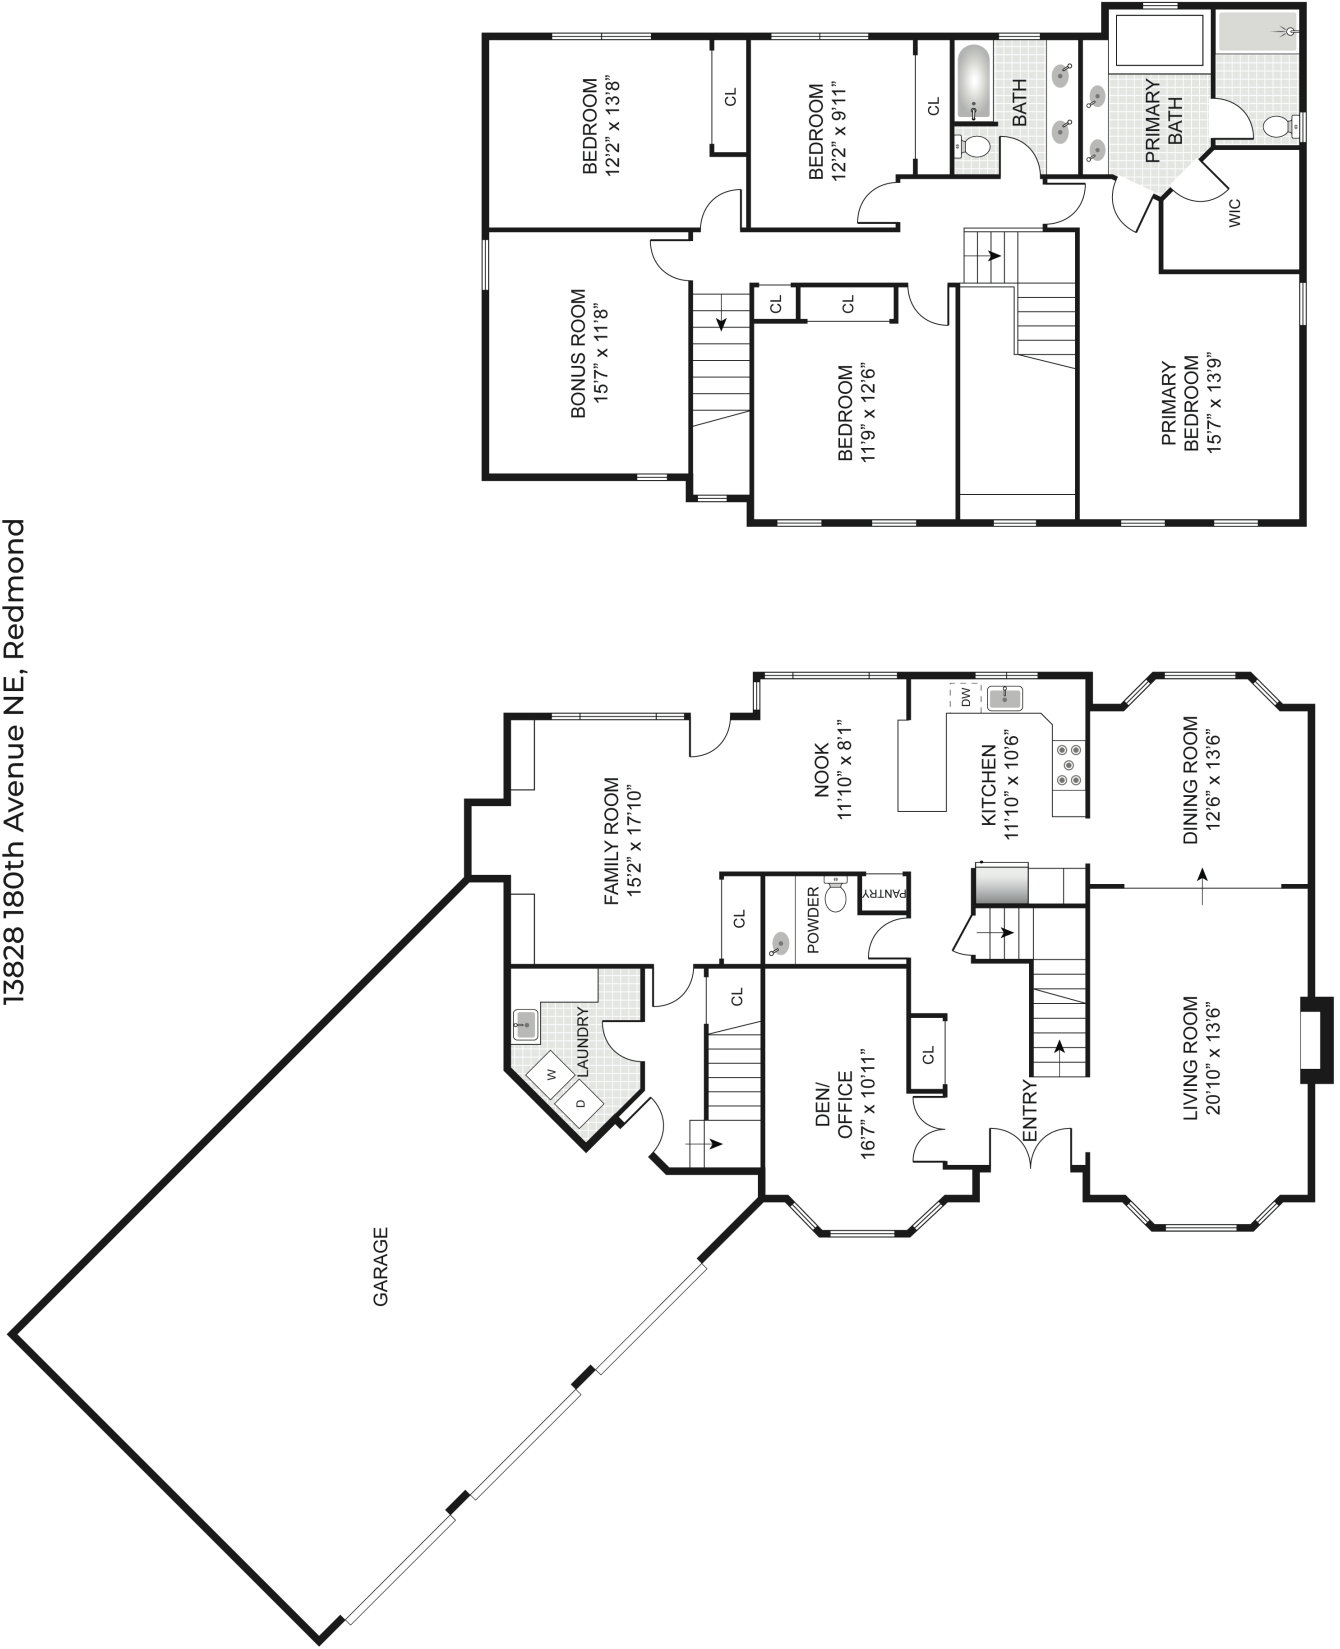 13828 180th Avenue NE, Redmond
BEDROOM
12'2" x 13'8"
CL
BEDROOM
12'2" x 9'11"
CL
BATH
PRIMARY
BATH
WIC
BONUS ROOM
15'7" x 11'8"
CL
CL
BEDROOM
11'9" x 12'6"
PRIMARY
BEDROOM
15'7" x 13'9"
FAMILY ROOM
15'2" x 17'10"
NOOK
11'10" x 8'1"
DW
KITCHEN
11'10" x 10'6"
DINING ROOM
12'6" x 13'6"
CL
POWDER
PANTRY
LAUNDRY
W
D
CL
DEN/
OFFICE
16'7" x 10'11"
CL
ENTRY
LIVING ROOM
20'10" x 13'6"
GARAGE